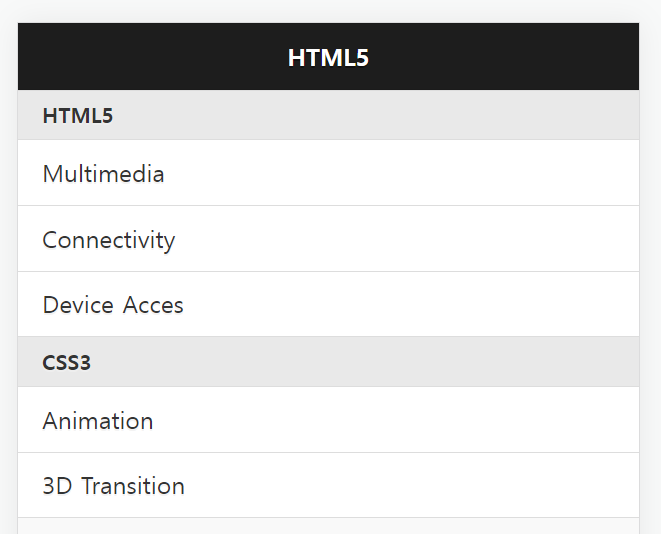 HTML5
HTML5
Multimedia
Connectivity
Device Acces
CSS3
Animation
3D Transition